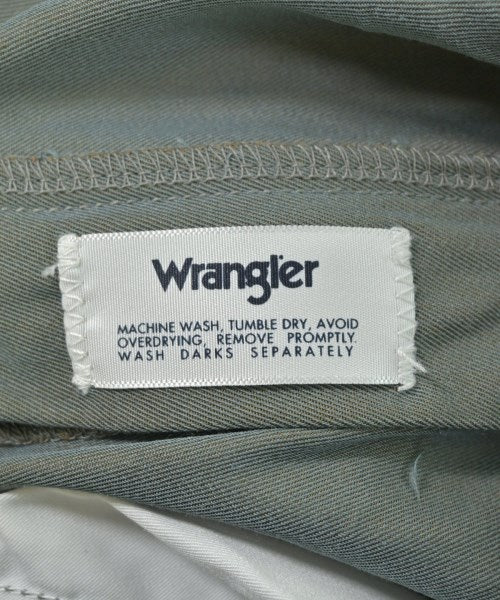 Wrangler
MACHINE WASH, TUMBLE DRY, AVOID
OVERDRYING, REMOVE PROMPTLY.
WASH DARKS SEPARATELY